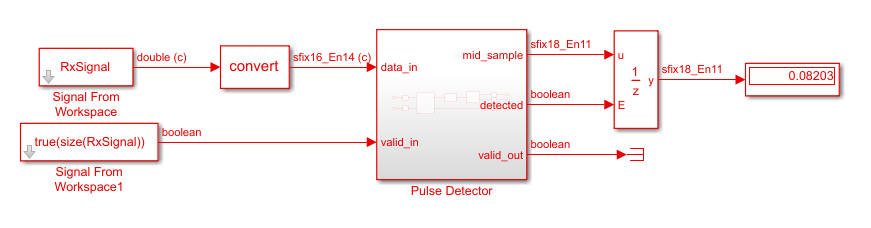 RxSignal
Signal From
Workspace
double (c)
convert
sfix16_En14 (c)
true(size(RxSignal))
Signal From
Workspace1
boolean
data_in
valid_in
mid_sample
detected
valid_out
Pulse Detector
sfix18_En11
boolean
boolean
u
E
1
z
y
sfix18_En11
0.08203